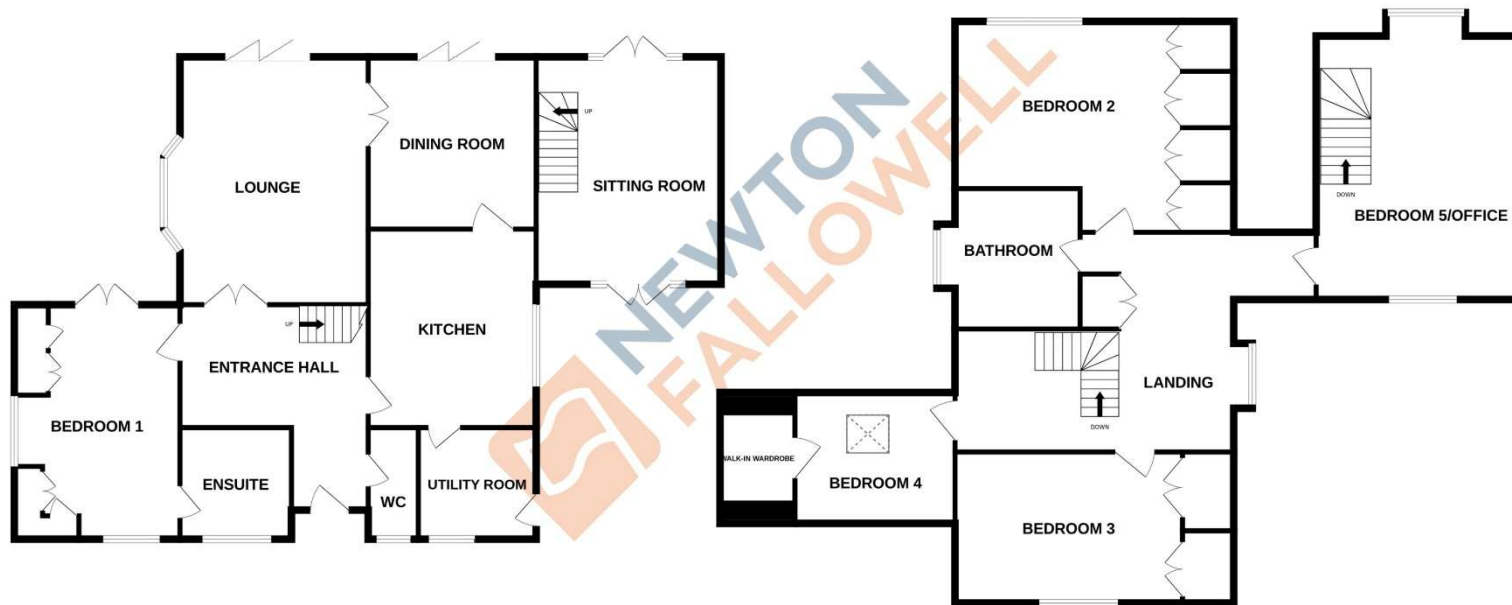 LOUNGE
DINING ROOM
UP
SITTING ROOM
UP
KITCHEN
ENTRANCE HALL
BEDROOM 1
ENSUITE
WC
UTILITY ROOM
NEWTON
FALLOWELL
BEDROOM 2
DOWN
BEDROOM 5/OFFICE
BATHROOM
LANDING
DOWN
WALK-IN WARDROBE
BEDROOM 4
BEDROOM 3